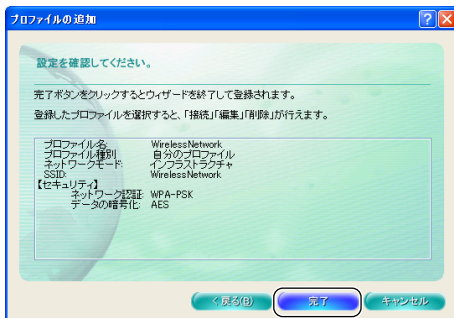 プロファイルの追加
設定を確認してください。
完了ボタンをクリックするとウィザードを終了して登録されます。
登録したプロファイルを選択すると、「接続」「編集」「削除」が行えます。
プロファイル名 WirelessNetwork
プロファイル種別 自分のプロファイル
ネットワークモード: インフラストラクチャ
SSID: WirelessNetwork
【セキュリティ】
ネットワーク認証: WPA-PSK
データの暗号化: AES
< 戻る(B) 完了 キャンセル